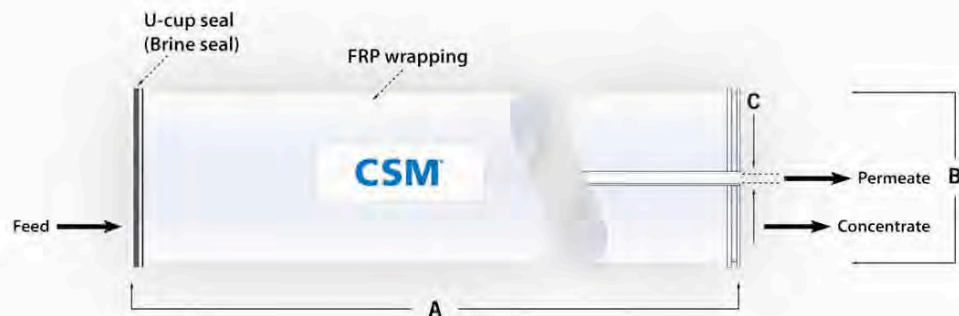 U-cup seal
(Brine seal)
FRP wrapping
C
CSM
Permeate
B
Feed
Concentrate
A